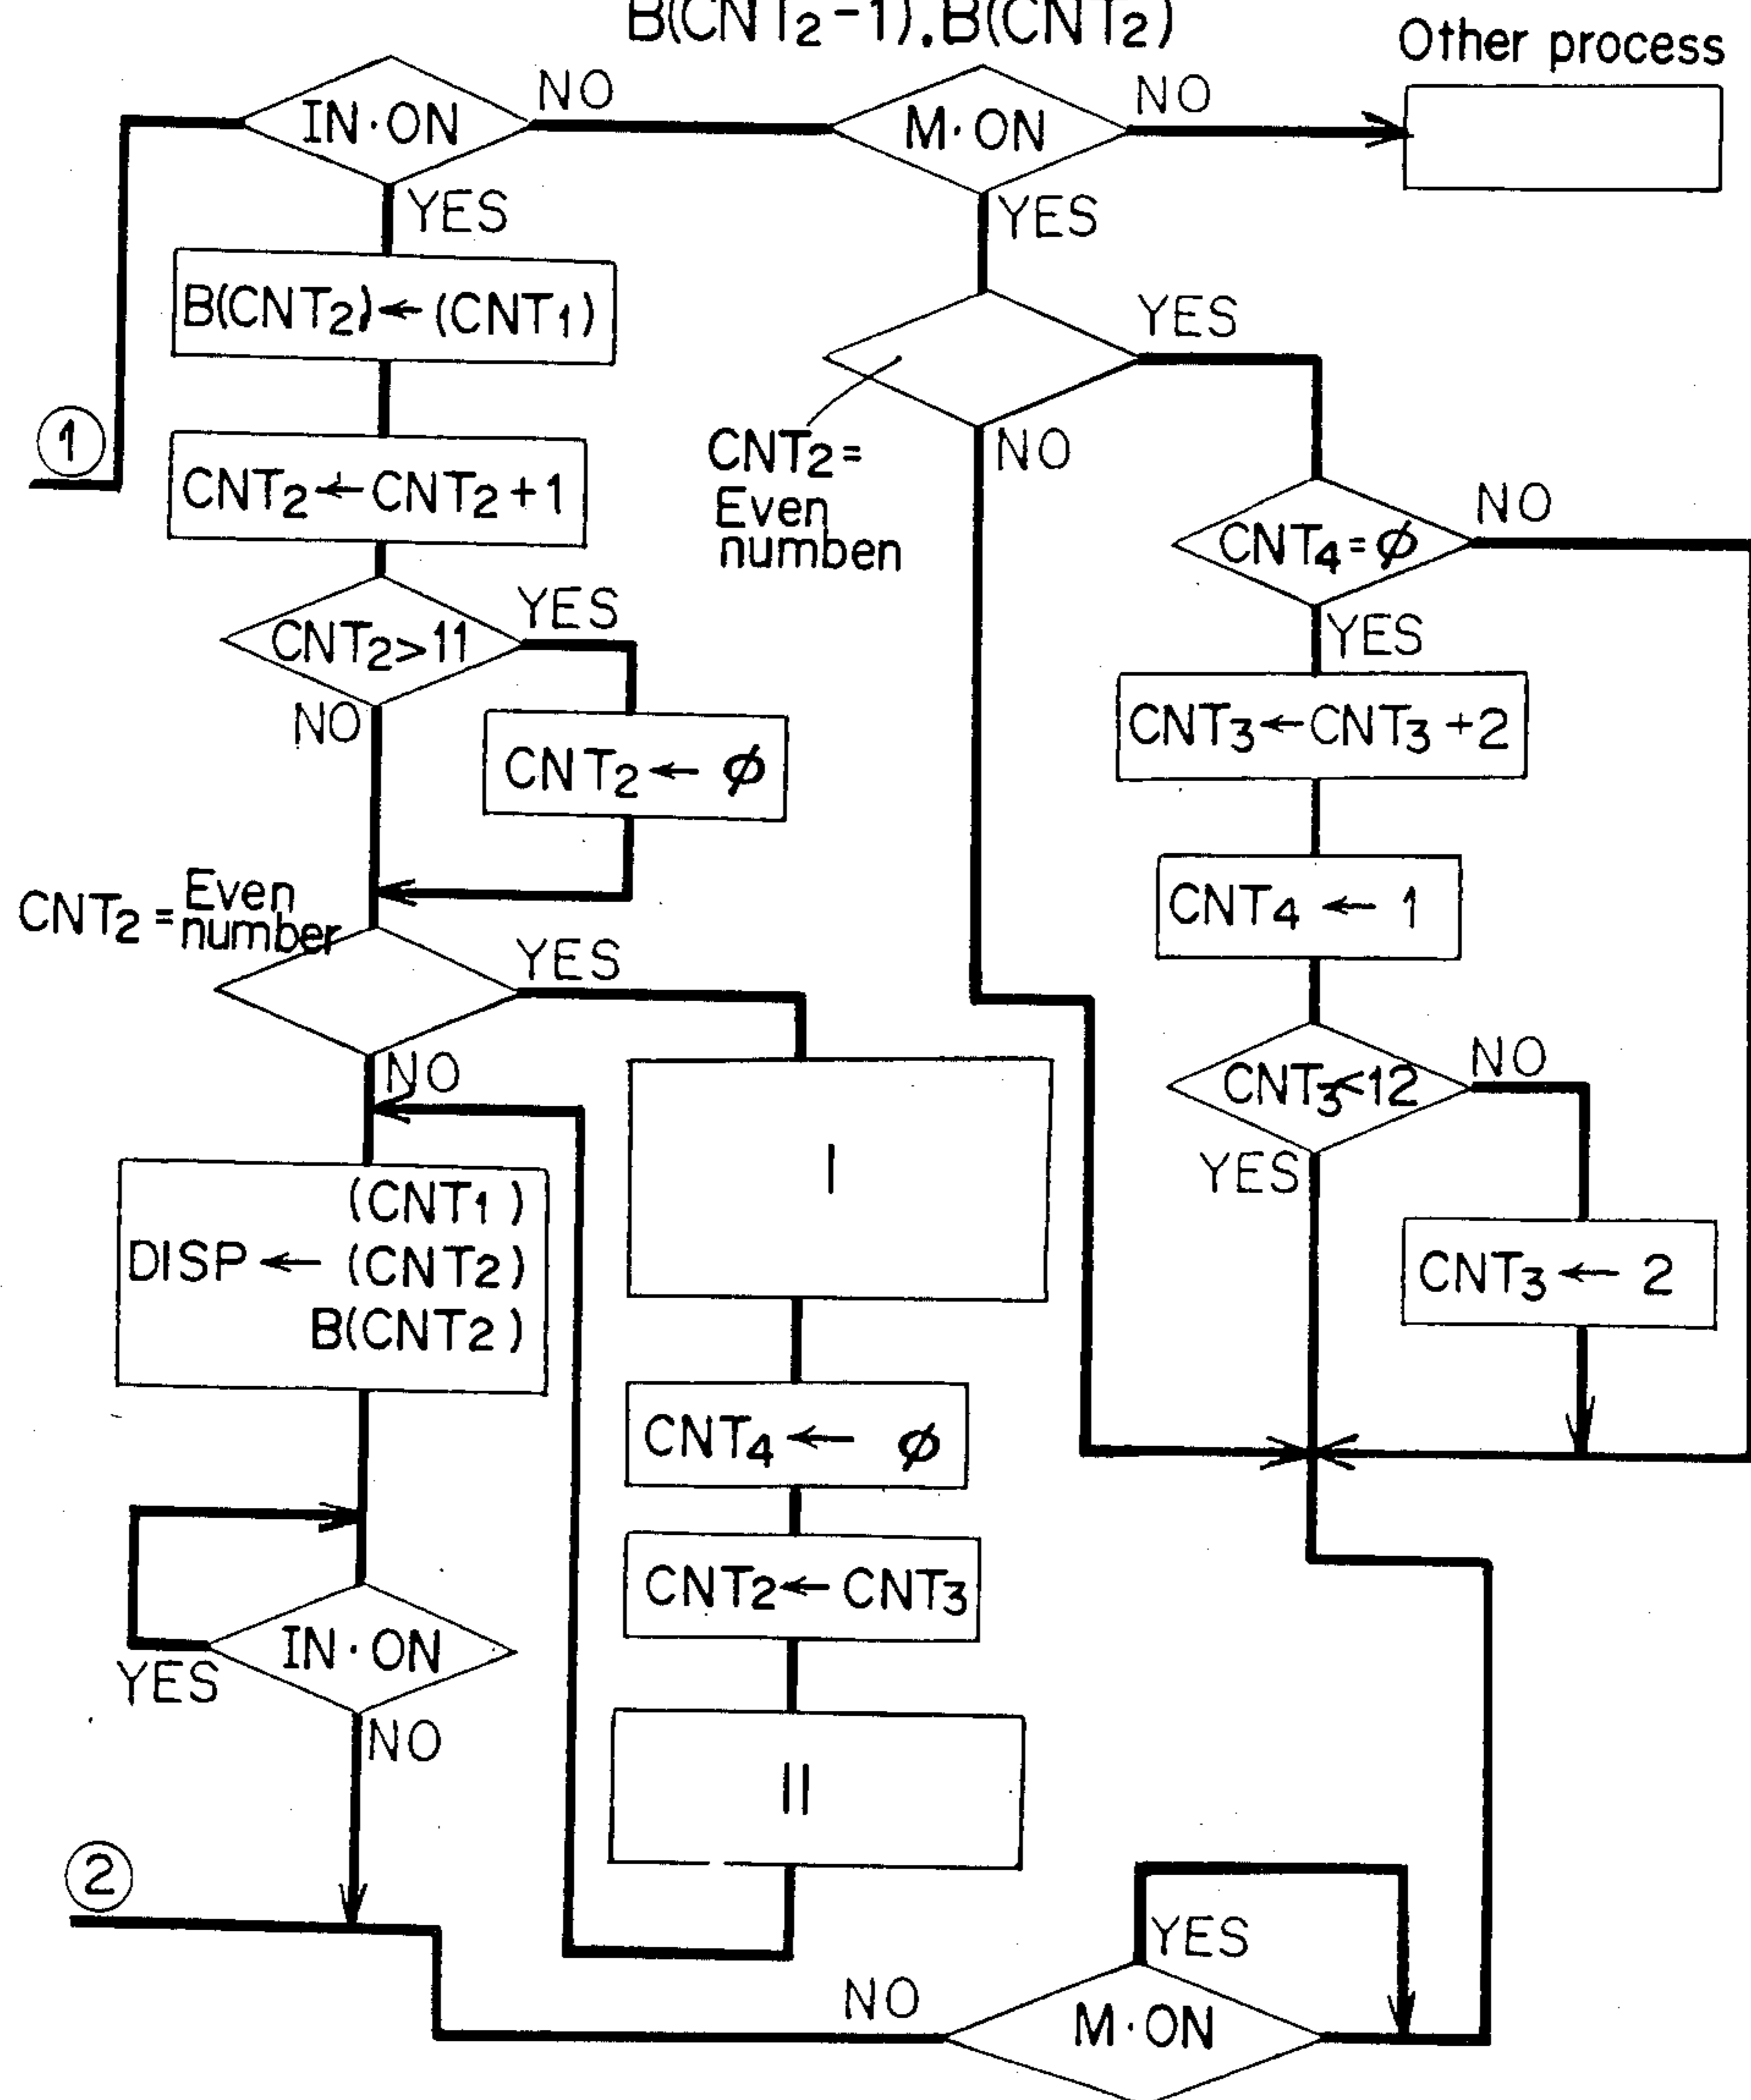 B(CNT2-1).B(CNT2)
Other process
IN·ON
NO
M·ON
NO
YES
YES
B(CNT2)←(CNT1)
YES
①
CNT2=
Even
numben
NO
CNT2←CNT2+1
CNT4=ø
NO
YES
CNT2>11
YES
NO
CNT3←CNT3+2
CNT2←ø
CNT4←1
CNT2=Even
number
YES
NO
CNT3<12
NO
YES
I
(CNT1)
DISP←(CNT2)
B(CNT2)
CNT3←2
CNT4←ø
CNT2←CNT3
IN·ON
YES
NO
II
②
YES
NO
M·ON